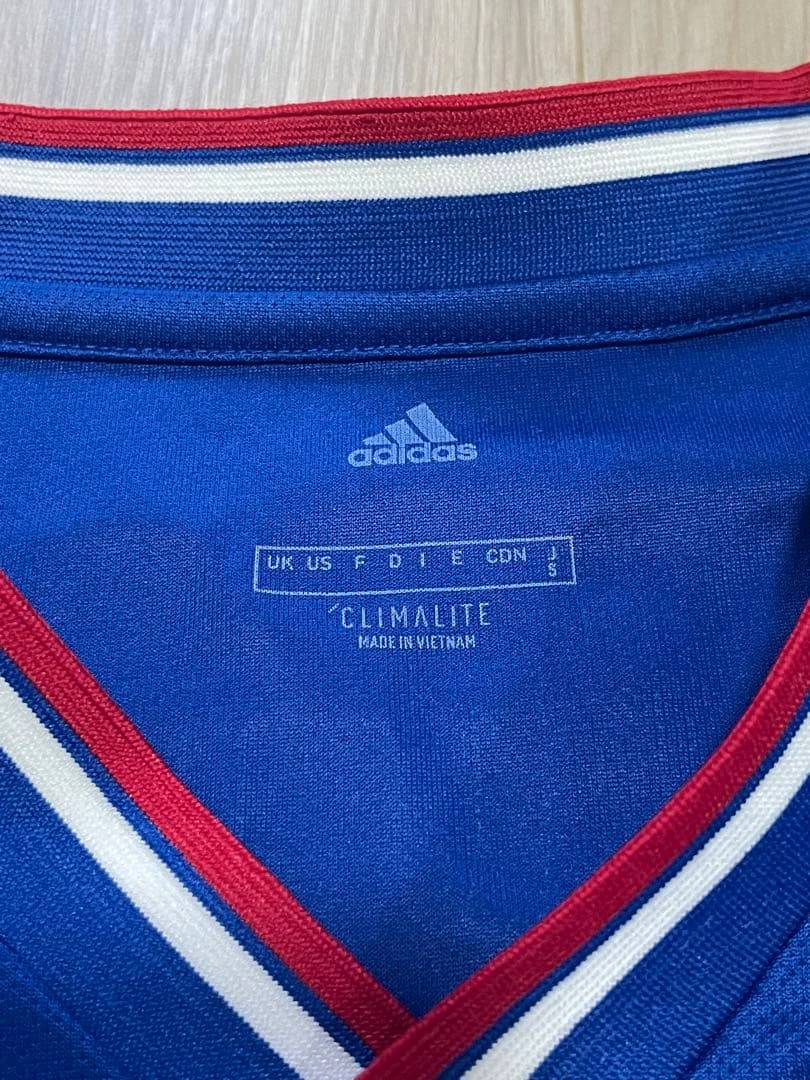 adidas
UK US F D I E CDN J
S
´CLIMALITE
MADE IN VIETNAM